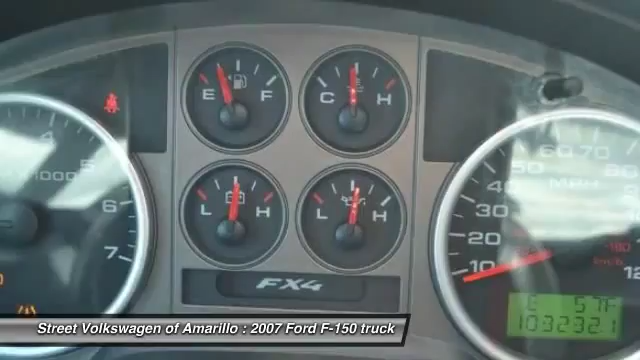 E F
C H
4
x1000
5
6
7
L H
L H
FX4
10
20
30
40
50
60
70
MPH
12
km/h
E 57F
103232.1
Street Volkswagen of Amarillo : 2007 Ford F-150 truck